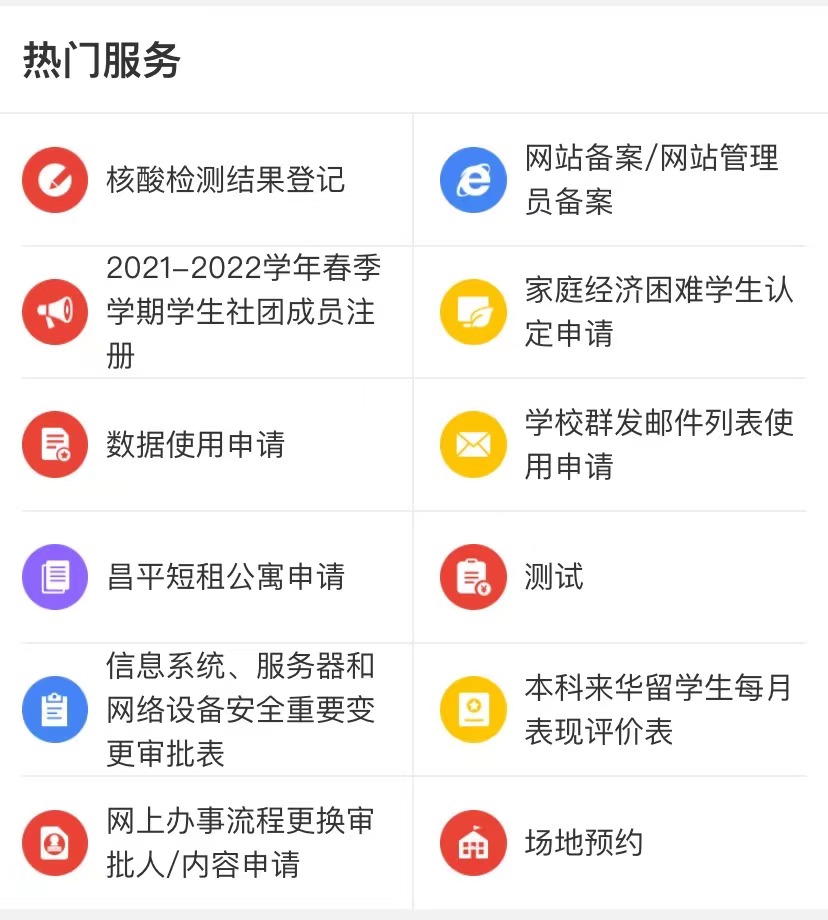 热门服务
核酸检测结果登记
网站备案/网站管理
员备案
2021-2022学年春季
学期学生社团成员注
册
家庭经济困难学生认
定申请
数据使用申请
学校群发邮件列表使
用申请
昌平短租公寓申请
测试
信息系统、服务器和
网络设备安全重要变
更审批表
本科来华留学生每月
表现评价表
网上办事流程更换审
批人/内容申请
场地预约